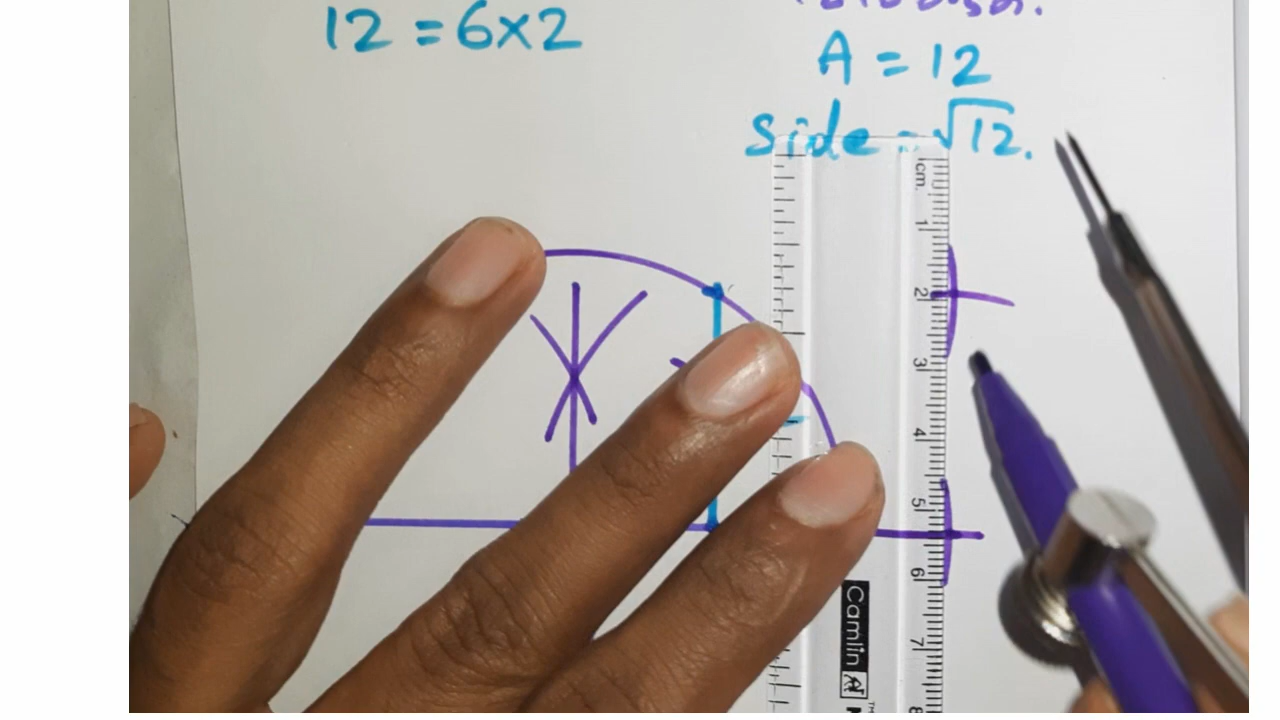 12 = 6×2
A = 12
side = √12.
cm.
1
2
3
4
5
6
7
8
Camlin